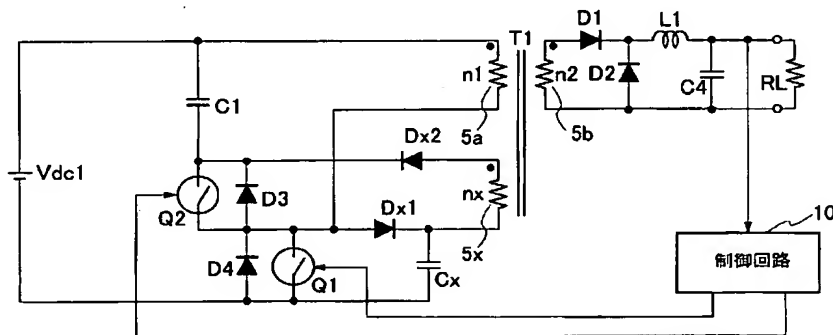 T1
D1
L1
n1
n2
D2
C4
RL
C1
5a
5b
Dx2
Vdc1
D3
nx
Q2
Dx1
5x
10
D4
Q1
Cx
制御回路